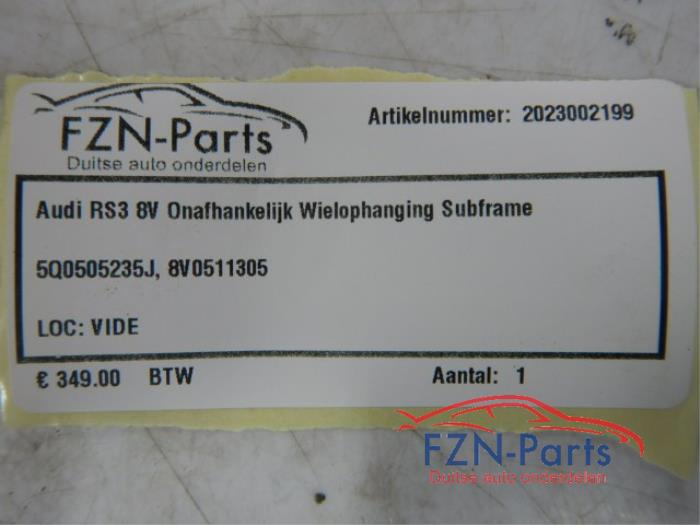 FZN-Parts
Duitse auto onderdelen
Artikelnummer: 2023002199
Audi RS3 8V Onafhankelijk Wielophanging Subframe
5Q0505235J, 8V0511305
LOC: VIDE
€ 349.00 BTW Aantal: 1
FZN-Parts
Duitse auto onderdelen